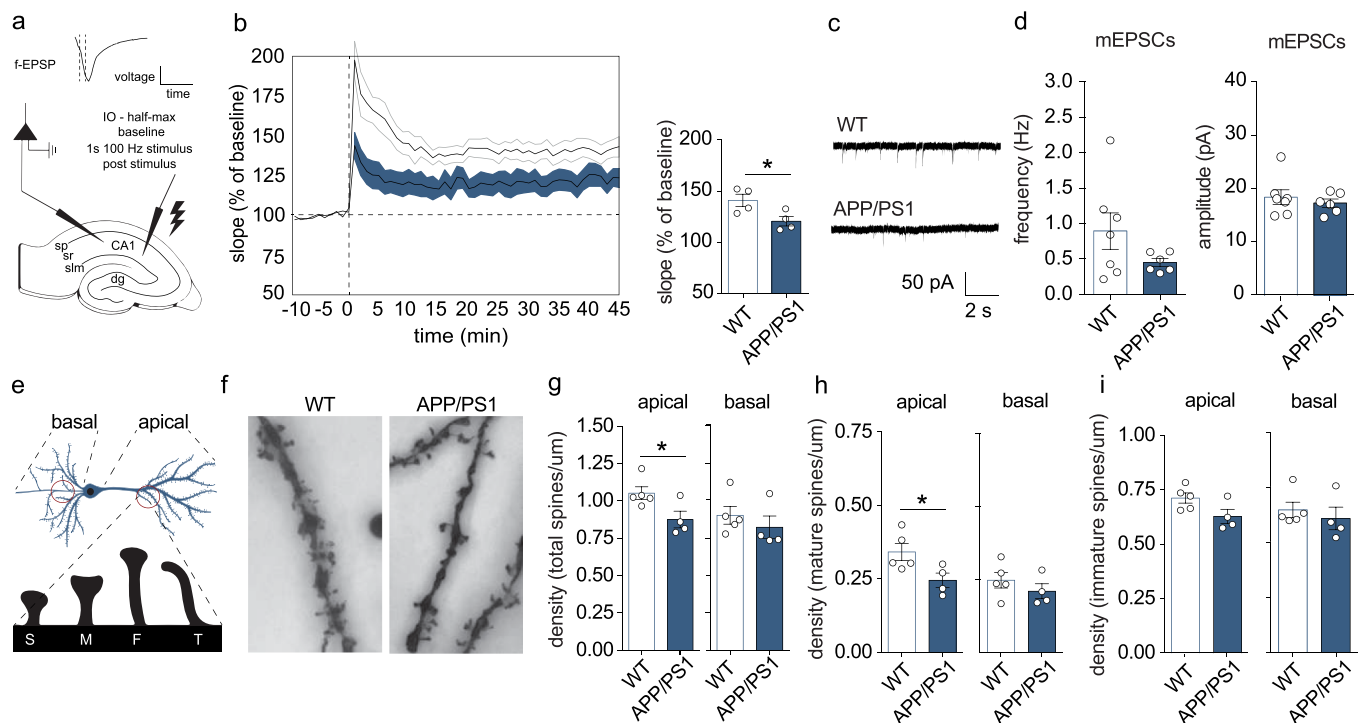 a
f-EPSP
voltage
time
IO - half-max
baseline
1s 100 Hz stimulus
post stimulus
CA1
sp
sr
slm
dg
b
slope (% of baseline)
200
175
150
125
100
75
50
-10 -5 0 5 10 15 20 25 30 35 40 45
time (min)
slope (% of baseline)
200
150
100
50
*
WT
APP/PS1
c
WT
APP/PS1
50 pA
2 s
d
mEPSCs
frequency (Hz)
3.0
2.5
2.0
1.5
1.0
0.5
0.0
WT
APP/PS1
mEPSCs
amplitude (pA)
40
30
20
10
0
WT
APP/PS1
e
basal apical
S M F T
f
WT APP/PS1
g
apical basal
density (total spines/um)
1.50
1.25
1.00
0.75
0.50
0.25
0.00
*
WT
APP/PS1
WT
APP/PS1
h
apical basal
density (mature spines/um)
0.75
0.50
0.25
0.00
*
WT
APP/PS1
WT
APP/PS1
i
apical basal
density (immature spines/um)
1.00
0.75
0.50
0.25
0.00
WT
APP/PS1
WT
APP/PS1